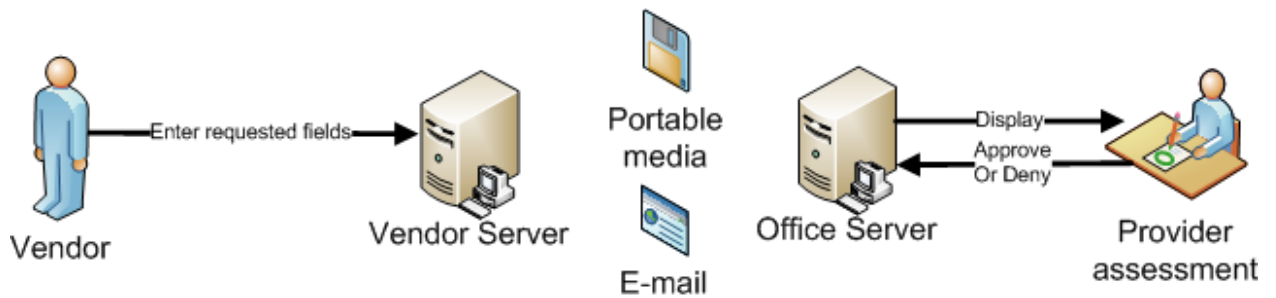 Enter requested fields
Vendor
Vendor Server
Portable
media
E-mail
Office Server
Display
Approve
Or Deny
Provider
assessment